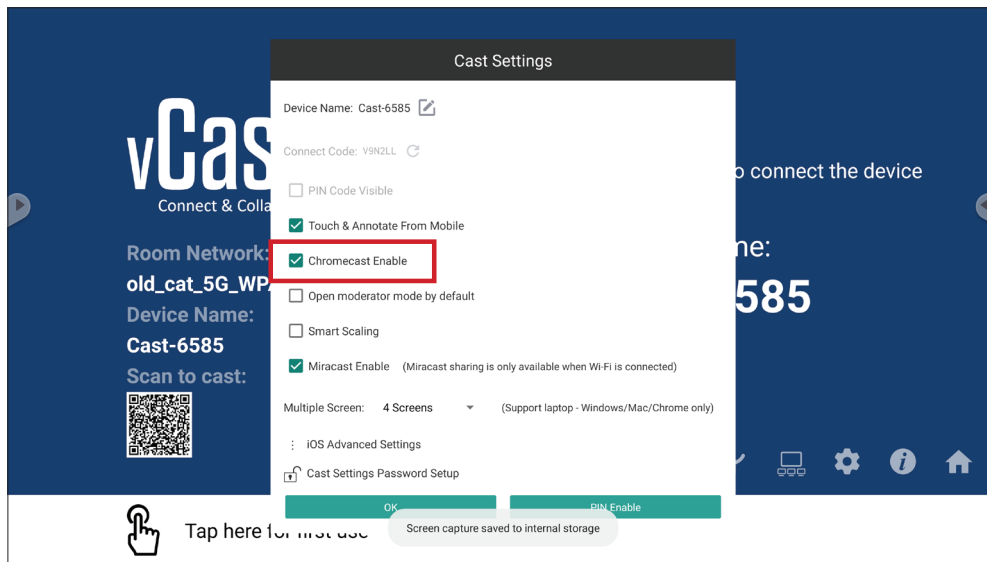 Cast Settings
Device Name: Cast-6585
Connect Code: V9N2LL
PIN Code Visible
Touch & Annotate From Mobile
Chromecast Enable
Open moderator mode by default
Smart Scaling
Miracast Enable (Miracast sharing is only available when Wi-Fi is connected)
Multiple Screen: 4 Screens (Support laptop - Windows/Mac/Chrome only)
iOS Advanced Settings
Cast Settings Password Setup
OK PIN Enable
Screen capture saved to internal storage
vCas
Connect & Colla
Room Network:
old_cat_5G_WP
Device Name:
Cast-6585
Scan to cast:
o connect the device
me:
585
Tap here for first use